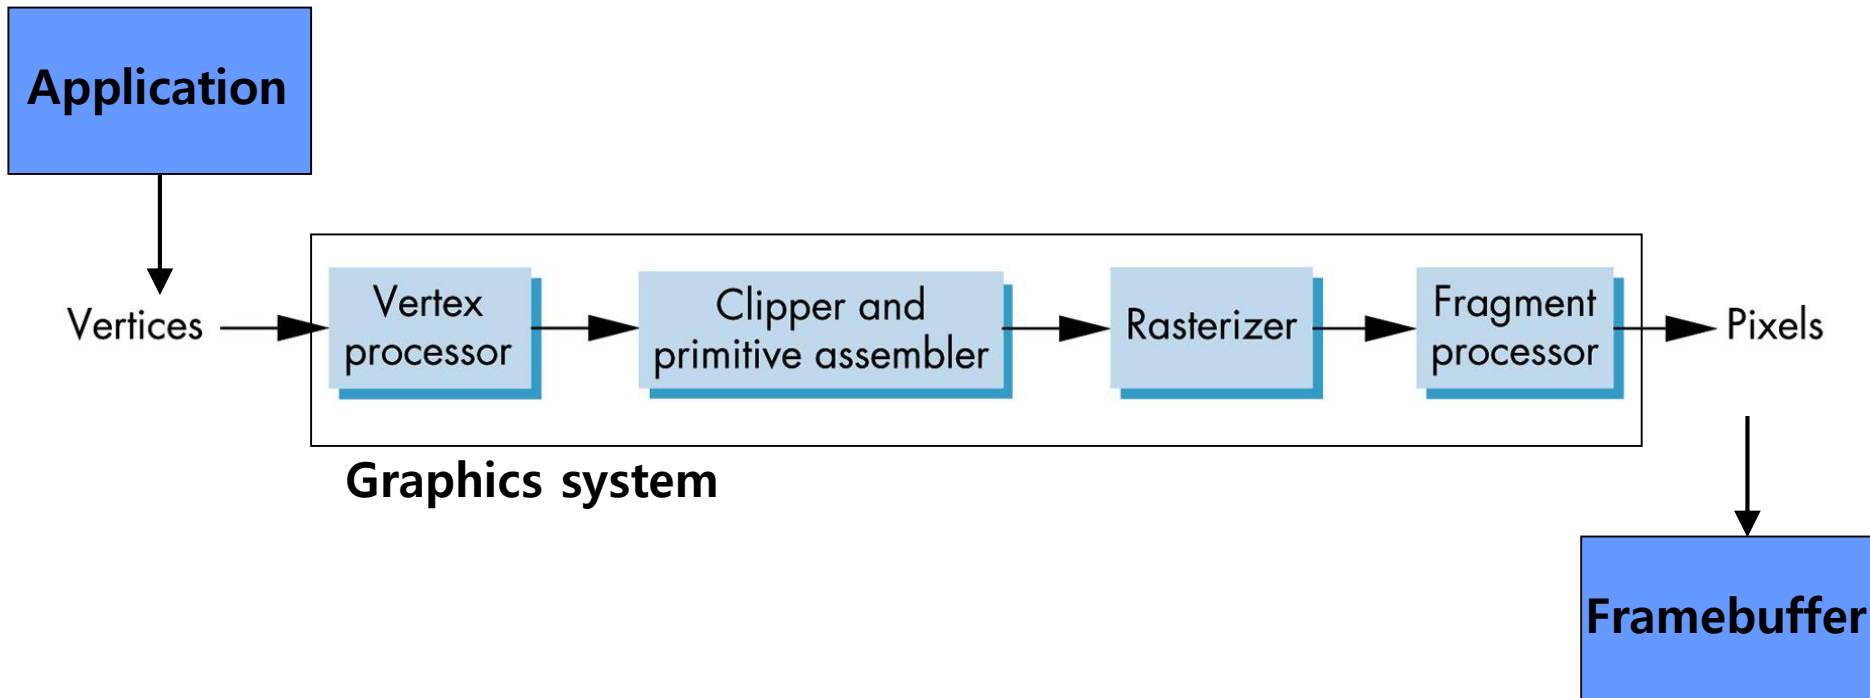 Application
Vertices
Vertex
processor
Clipper and
primitive assembler
Rasterizer
Fragment
processor
Pixels
Graphics system
Framebuffer